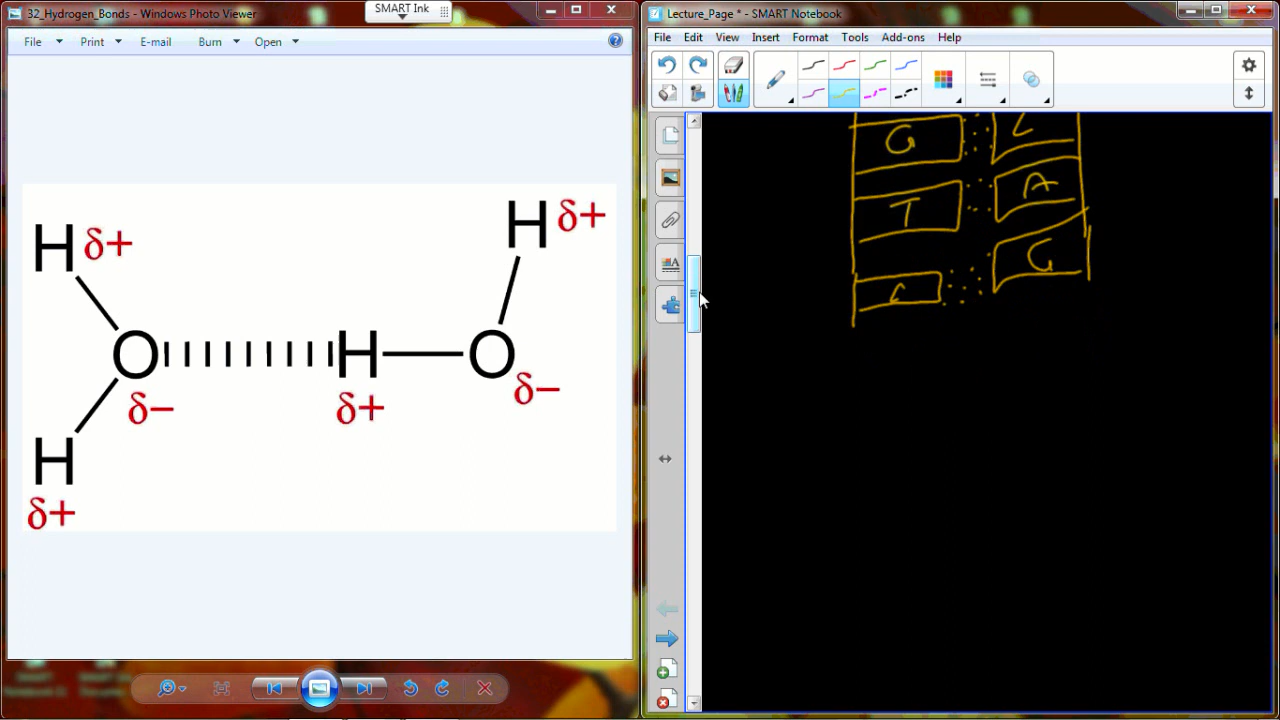 32_Hydrogen_Bonds - Windows Photo Viewer
SMART Ink
File Print E-mail Burn Open
H δ+
H δ+
O δ−
H δ+
O δ−
H
δ+
Lecture_Page * - SMART Notebook
File Edit View Insert Format Tools Add-ons Help
G C
T A
C G